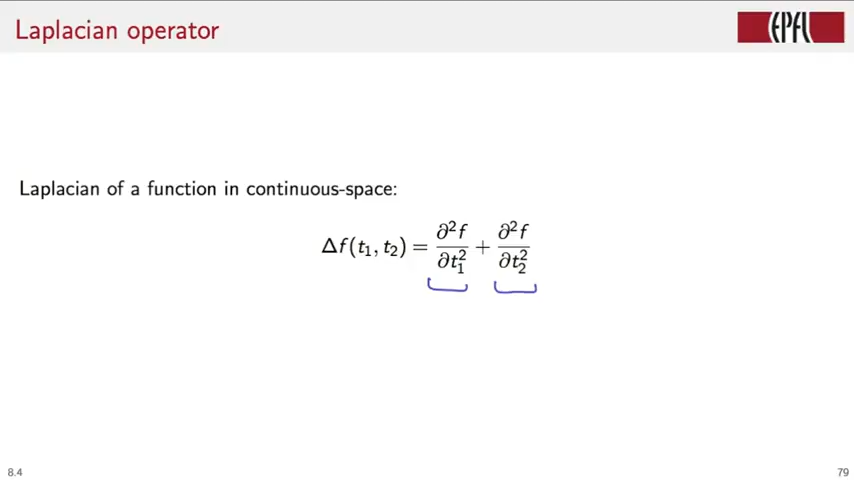 Laplacian operator
EPFL
Laplacian of a function in continuous-space:
Δf(t₁, t₂) = ∂²f/∂t₁² + ∂²f/∂t₂²
8.4
79